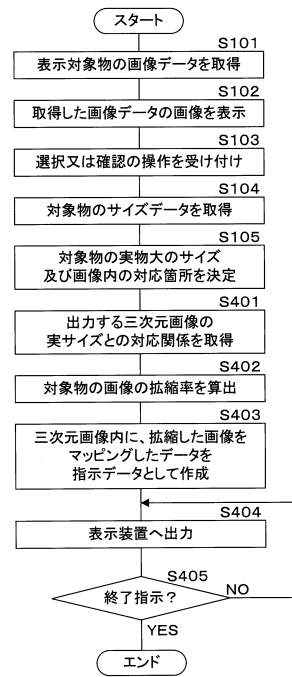 スタート
S101
表示対象物の画像データを取得
S102
取得した画像データの画像を表示
S103
選択又は確認の操作を受け付け
S104
対象物のサイズデータを取得
S105
対象物の実物大のサイズ
及び画像内の対応箇所を決定
S401
出力する三次元画像の
実サイズとの対応関係を取得
S402
対象物の画像の拡縮率を算出
S403
三次元画像内に、拡縮した画像を
マッピングしたデータを
指示データとして作成
S404
表示装置へ出力
S405
終了指示？
NO
YES
エンド